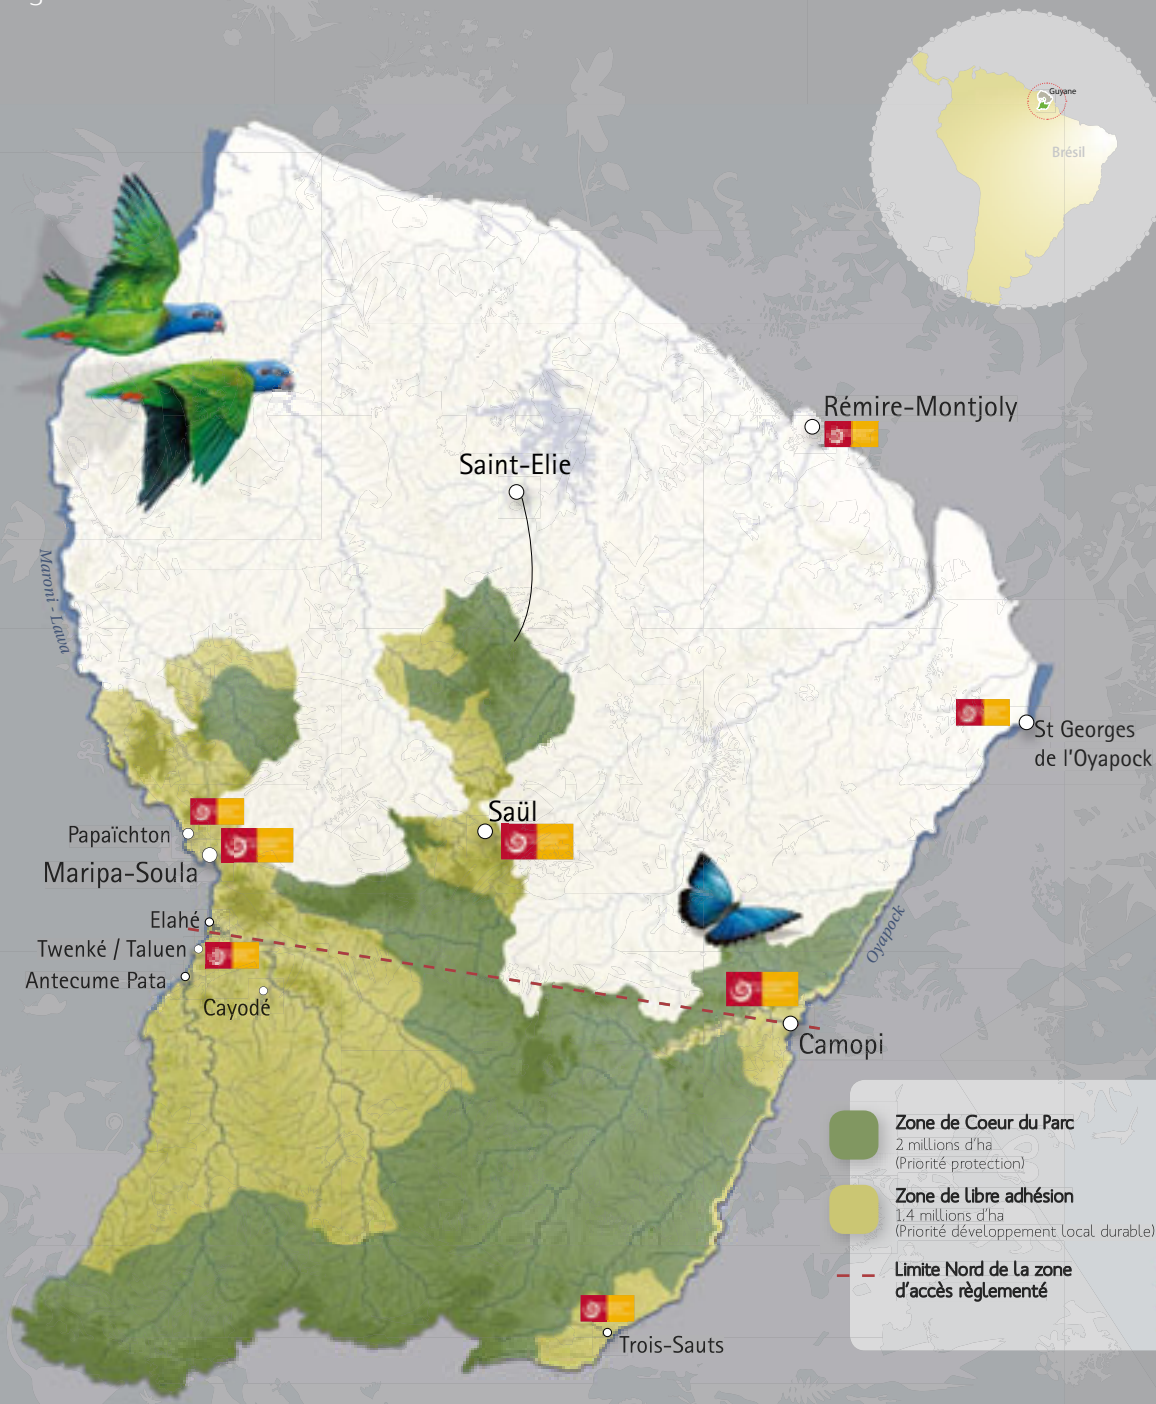 Guyane
Brésil
Rémire-Montjoly
Saint-Elie
Maroni - Lawa
St Georges
de l'Oyapock
Saül
Papaïchton
Maripa-Soula
Elahé
Twenké / Taluen
Antecume Pata
Cayodé
Oyapock
Camopi
Zone de Coeur du Parc
2 millions d'ha
(Priorité protection)
Zone de libre adhésion
1.4 millions d'ha
(Priorité développement local durable)
Limite Nord de la zone
d'accès règlementé
Trois-Sauts